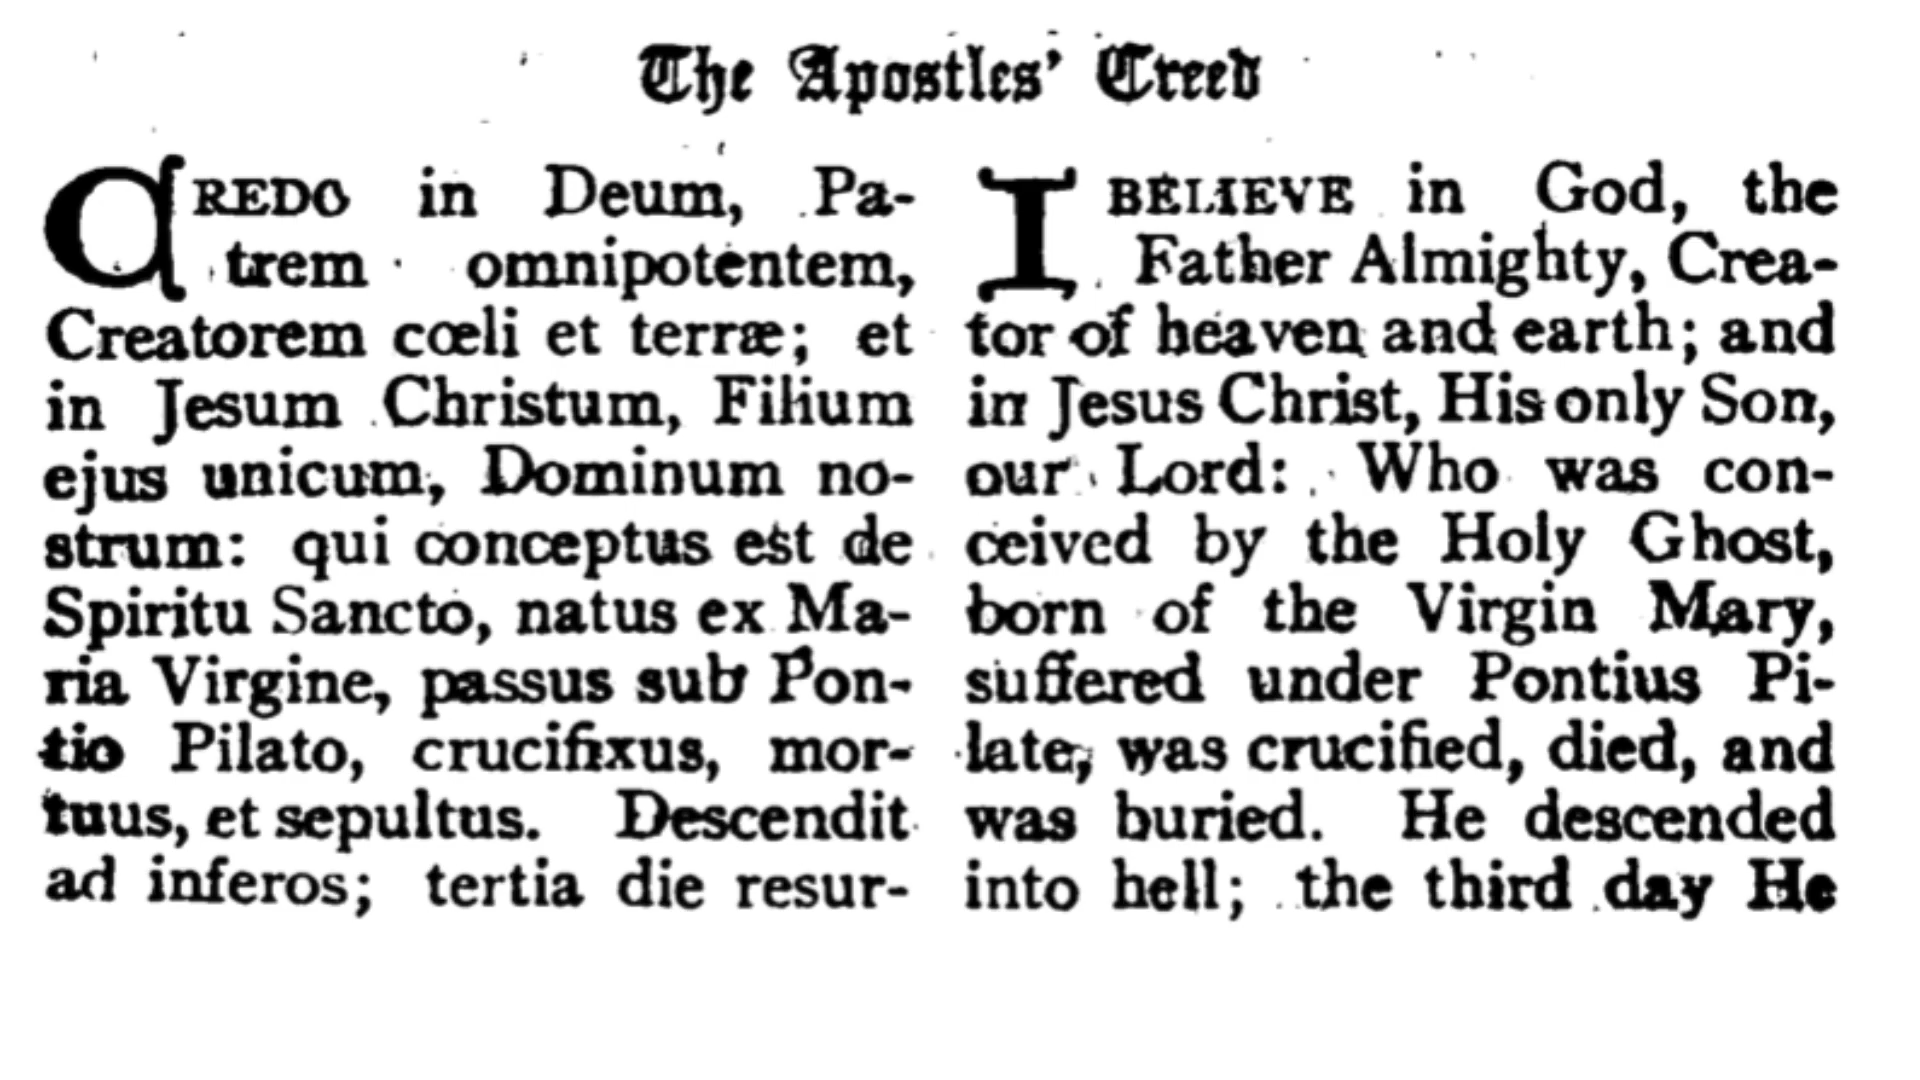 The Apostles' Creed
CREDO in Deum, Pa-
trem omnipotentem,
Creatorem cœli et terræ; et
in Jesum Christum, Filium
ejus unicum, Dominum no-
strum: qui conceptus est de
Spiritu Sancto, natus ex Ma-
ria Virgine, passus sub Pon-
tio Pilato, crucifixus, mor-
tuus, et sepultus. Descendit
ad inferos; tertia die resur-
I BELIEVE in God, the
Father Almighty, Crea-
tor of heaven and earth; and
in Jesus Christ, His only Son,
our Lord: Who was con-
ceived by the Holy Ghost,
born of the Virgin Mary,
suffered under Pontius Pi-
late, was crucified, died, and
was buried. He descended
into hell; the third day He